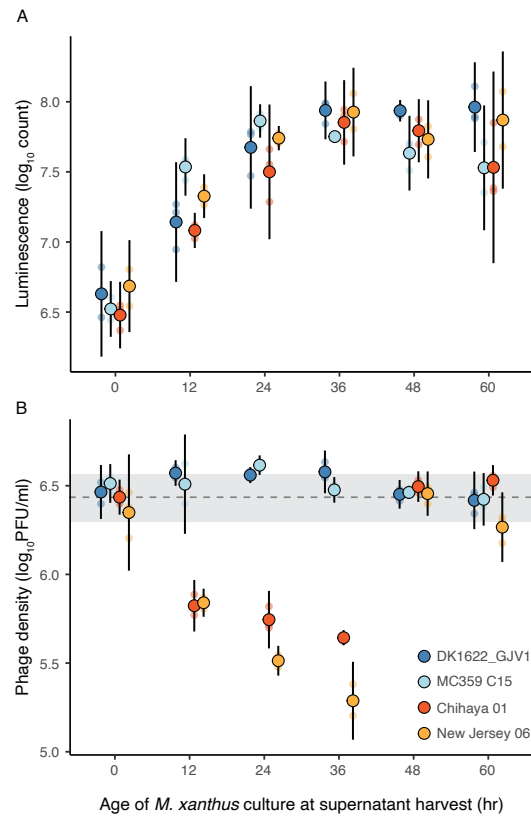 A
Luminescence (log10 count)
8.0
7.5
7.0
6.5
0 12 24 36 48 60
B
Phage density (log10PFU/ml)
6.5
6.0
5.5
5.0
DK1622_GJV1
MC359 C15
Chihaya 01
New Jersey 06
0 12 24 36 48 60
Age of M. xanthus culture at supernatant harvest (hr)